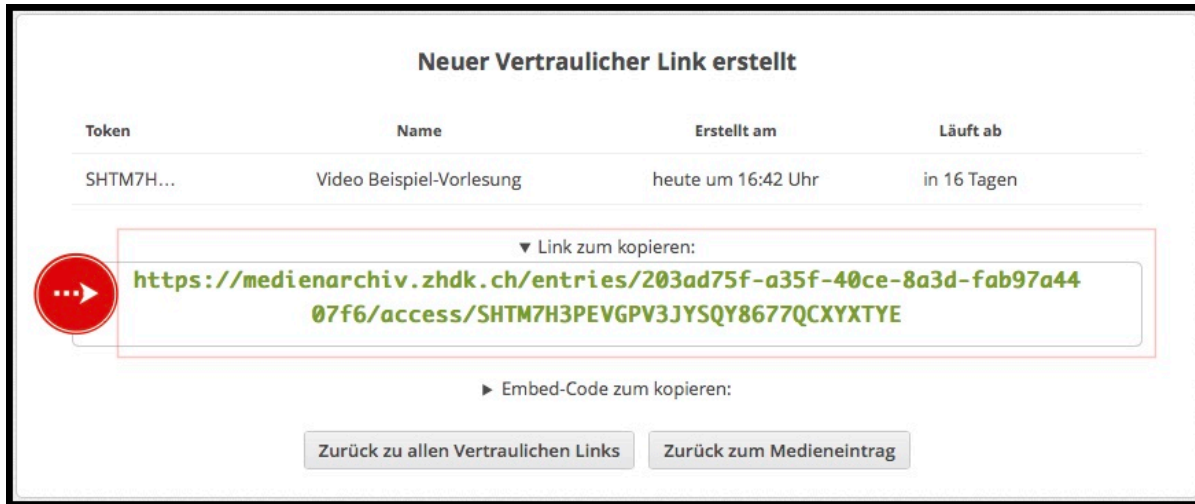 Neuer Vertraulicher Link erstellt
Token Name Erstellt am Läuft ab
SHTM7H... Video Beispiel-Vorlesung heute um 16:42 Uhr in 16 Tagen
▼ Link zum kopieren:
https://medienarchiv.zhdk.ch/entries/203ad75f-a35f-40ce-8a3d-fab97a44
07f6/access/SHTM7H3PEVGPV3JYSQY8677QCXYXTYE
▶ Embed-Code zum kopieren:
Zurück zu allen Vertraulichen Links Zurück zum Medieneintrag